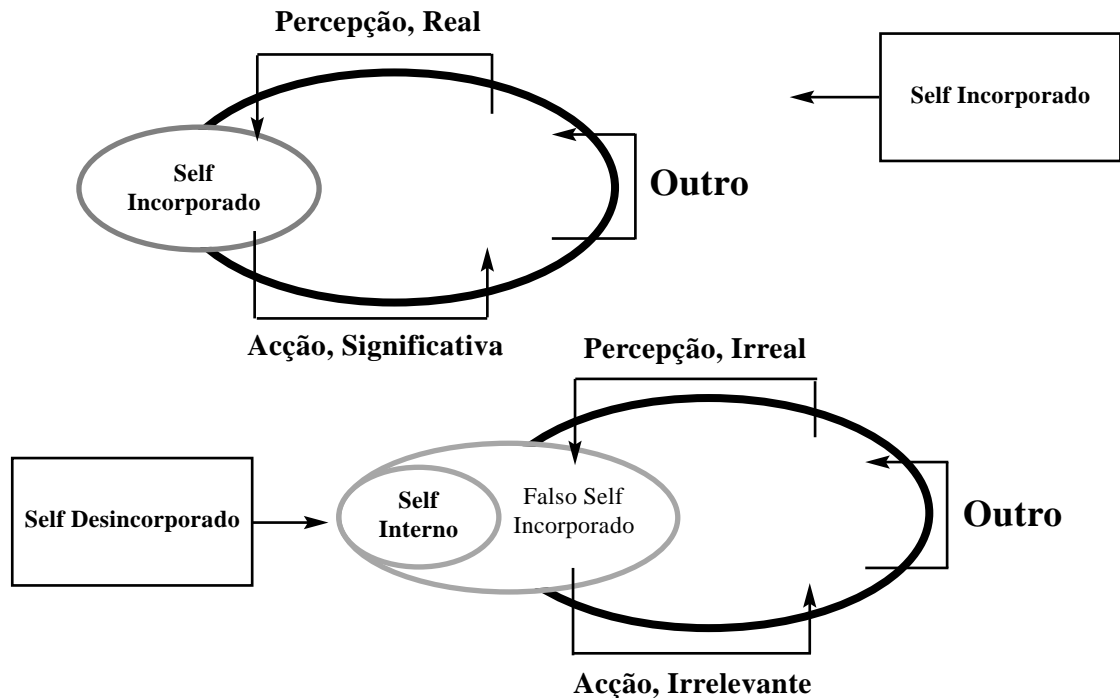 Percepção, Real
Self Incorporado
Self
Incorporado
Outro
Acção, Significativa
Percepção, Irreal
Self Desincorporado
Self
Interno
Falso Self
Incorporado
Outro
Acção, Irrelevante